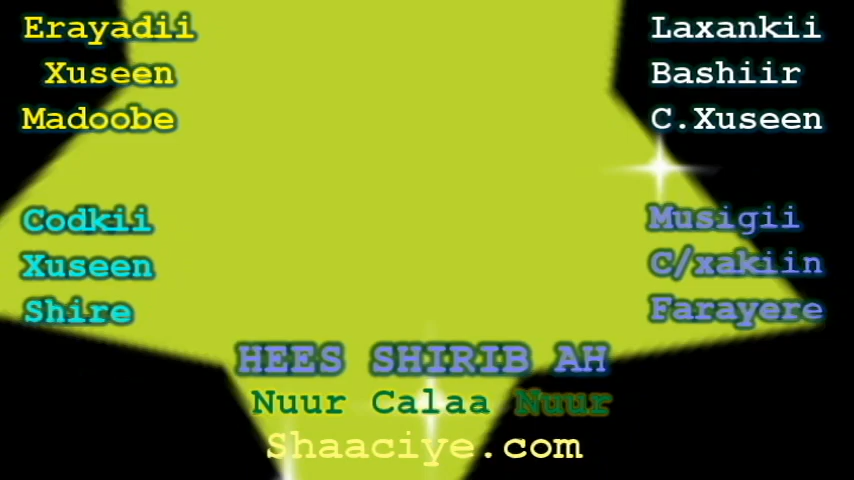 Erayadii
Xuseen
Madoobe
Laxankii
Bashiir
C.Xuseen
Codkii
Xuseen
Shire
Musigii
C/xakiin
Farayere
HEES SHIRIB AH
Nuur Calaa Nuur
Shaaciye.com